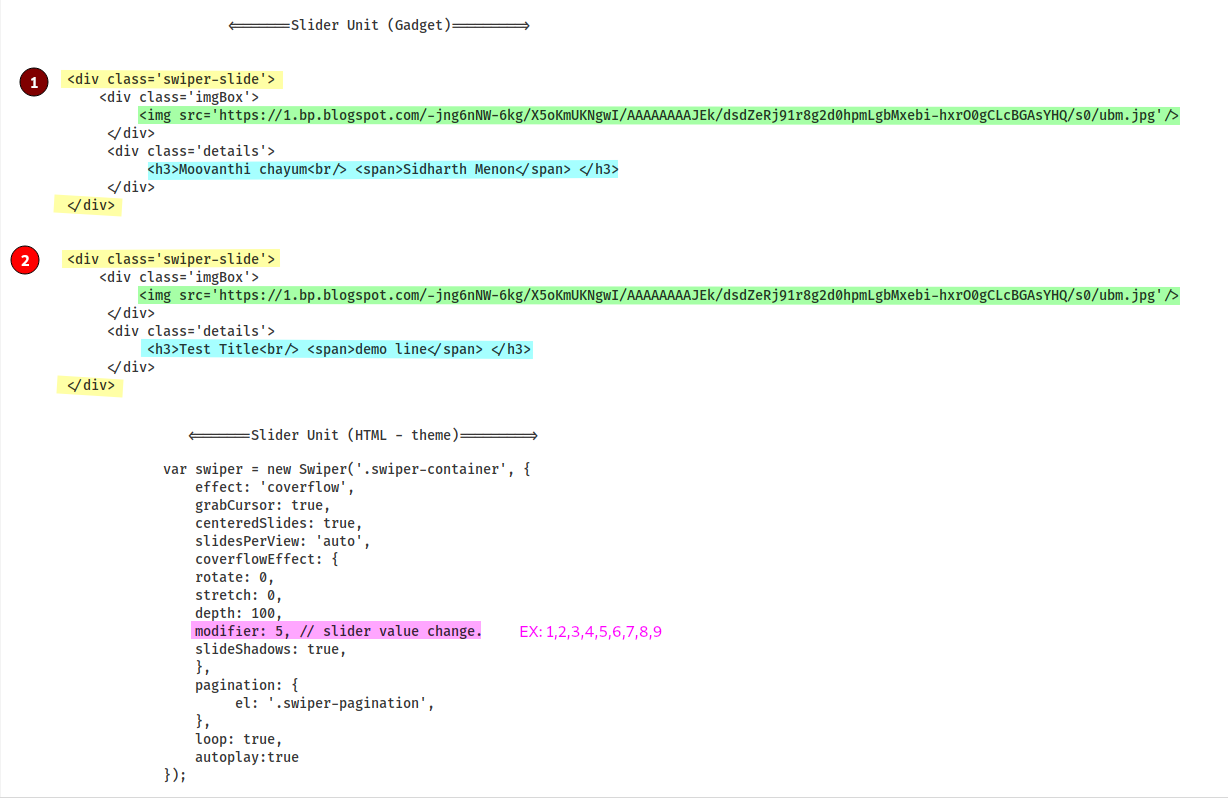 <=======Slider Unit (Gadget)=========>
1
<div class='swiper-slide'>
<div class='imgBox'>
<img src='https://1.bp.blogspot.com/-jng6nNW-6kg/X5oKmUKNgwI/AAAAAAAAJEk/dsdZeRj91r8g2d0hpmLgbMxebi-hxrO0gCLcBGAsYHQ/s0/ubm.jpg'/>
</div>
<div class='details'>
<h3>Moovanthi chayum<br/> <span>Sidharth Menon</span> </h3>
</div>
</div>
2
<div class='swiper-slide'>
<div class='imgBox'>
<img src='https://1.bp.blogspot.com/-jng6nNW-6kg/X5oKmUKNgwI/AAAAAAAAJEk/dsdZeRj91r8g2d0hpmLgbMxebi-hxrO0gCLcBGAsYHQ/s0/ubm.jpg'/>
</div>
<div class='details'>
<h3>Test Title<br/> <span>demo line</span> </h3>
</div>
</div>
<=======Slider Unit (HTML - theme)=========>
var swiper = new Swiper('.swiper-container', {
effect: 'coverflow',
grabCursor: true,
centeredSlides: true,
slidesPerView: 'auto',
coverflowEffect: {
rotate: 0,
stretch: 0,
depth: 100,
modifier: 5, // slider value change. EX: 1,2,3,4,5,6,7,8,9
slideShadows: true,
},
pagination: {
el: '.swiper-pagination',
},
loop: true,
autoplay:true
});